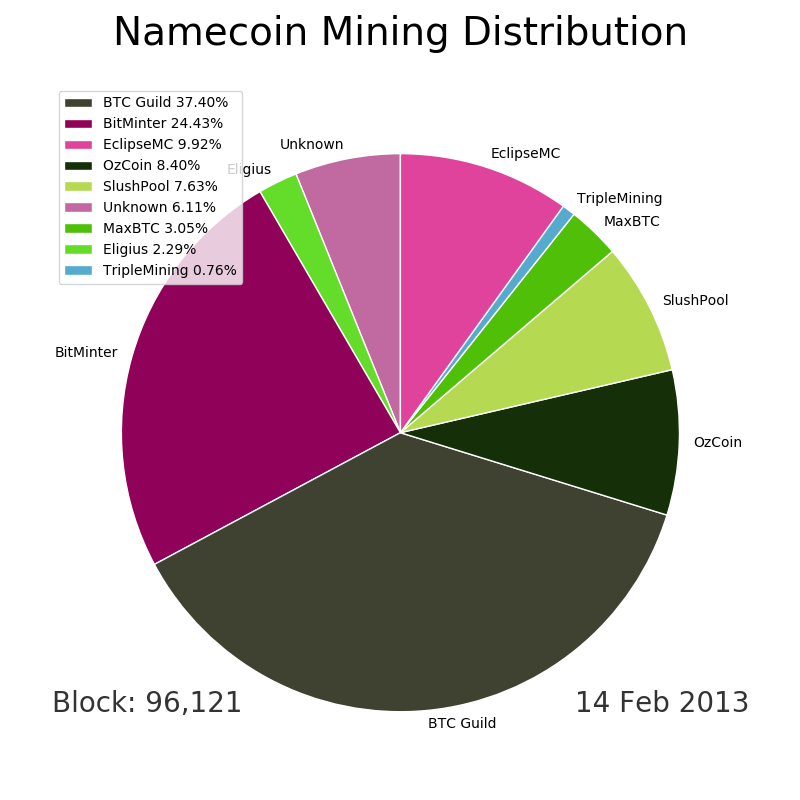 Namecoin Mining Distribution
BTC Guild 37.40%
BitMinter 24.43%
EclipseMC 9.92%
OzCoin 8.40%
SlushPool 7.63%
Unknown 6.11%
MaxBTC 3.05%
Eligius 2.29%
TripleMining 0.76%
Unknown
EclipseMC
Eligius
TripleMining
MaxBTC
SlushPool
BitMinter
OzCoin
Block: 96,121
14 Feb 2013
BTC Guild